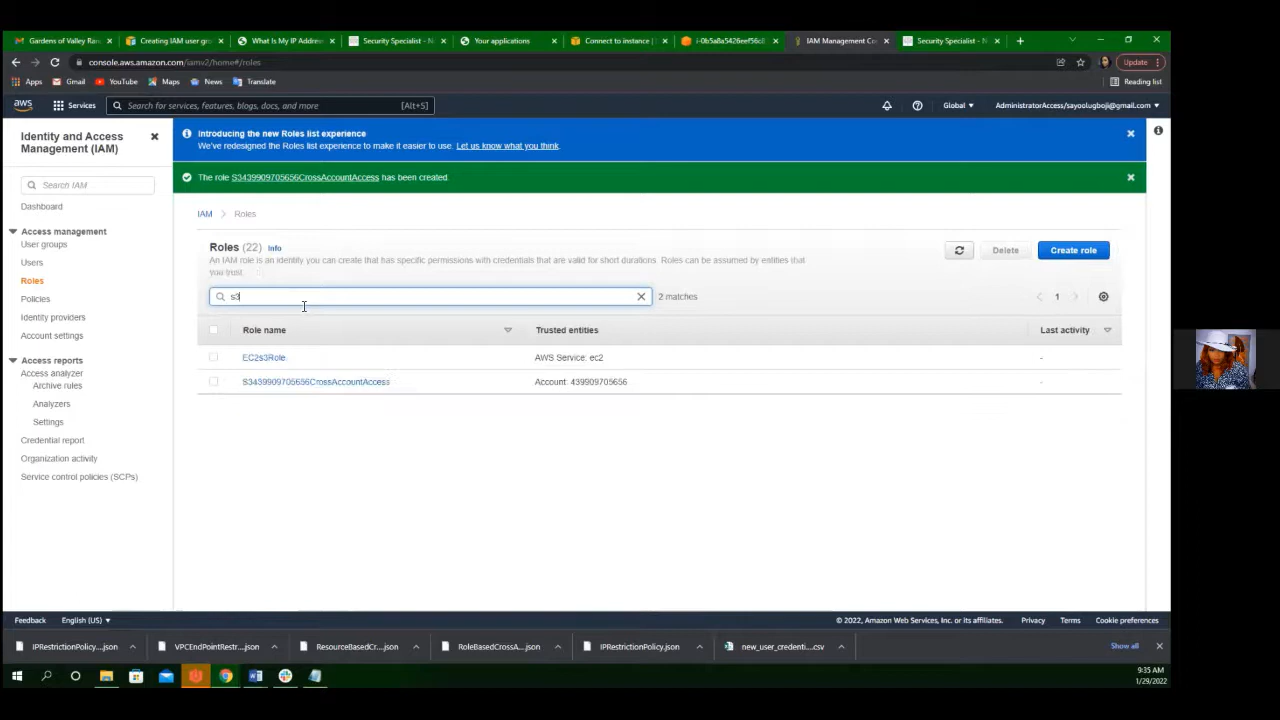 Gardens of Valley Ran
Creating IAM user gro
What Is My IP Address
Security Specialist - N
Your applications
Connect to instance |
i-0b5a8a5426eef56c8
IAM Management Co
Security Specialist - N
console.aws.amazon.com/iamv2/home#/roles
Update
Apps
Gmail
YouTube
Maps
News
Translate
Reading list
aws
Services
Search for services, features, blogs, docs, and more
[Alt+S]
Global
AdministratorAccess/sayoolugboji@gmail.com
Identity and Access
Management (IAM)
Search IAM
Dashboard
Access management
User groups
Users
Roles
Policies
Identity providers
Account settings
Access reports
Access analyzer
Archive rules
Analyzers
Settings
Credential report
Organization activity
Service control policies (SCPs)
Introducing the new Roles list experience
We've redesigned the Roles list experience to make it easier to use. Let us know what you think.
The role S3439909705656CrossAccountAccess has been created.
IAM > Roles
Roles (22) Info
An IAM role is an identity you can create that has specific permissions with credentials that are valid for short durations. Roles can be assumed by entities that
you trust.
Delete
Create role
s3
2 matches
1
Role name
Trusted entities
Last activity
EC2s3Role
AWS Service: ec2
-
S3439909705656CrossAccountAccess
Account: 439909705656
-
Feedback
English (US)
© 2022, Amazon Web Services, Inc. or its affiliates.
Privacy
Terms
Cookie preferences
IPRestrictionPolicy....json
VPCEndPointRestr....json
ResourceBasedCr....json
RoleBasedCrossA....json
IPRestrictionPolicy.json
new_user_credenti....csv
Show all
9:35 AM
1/29/2022